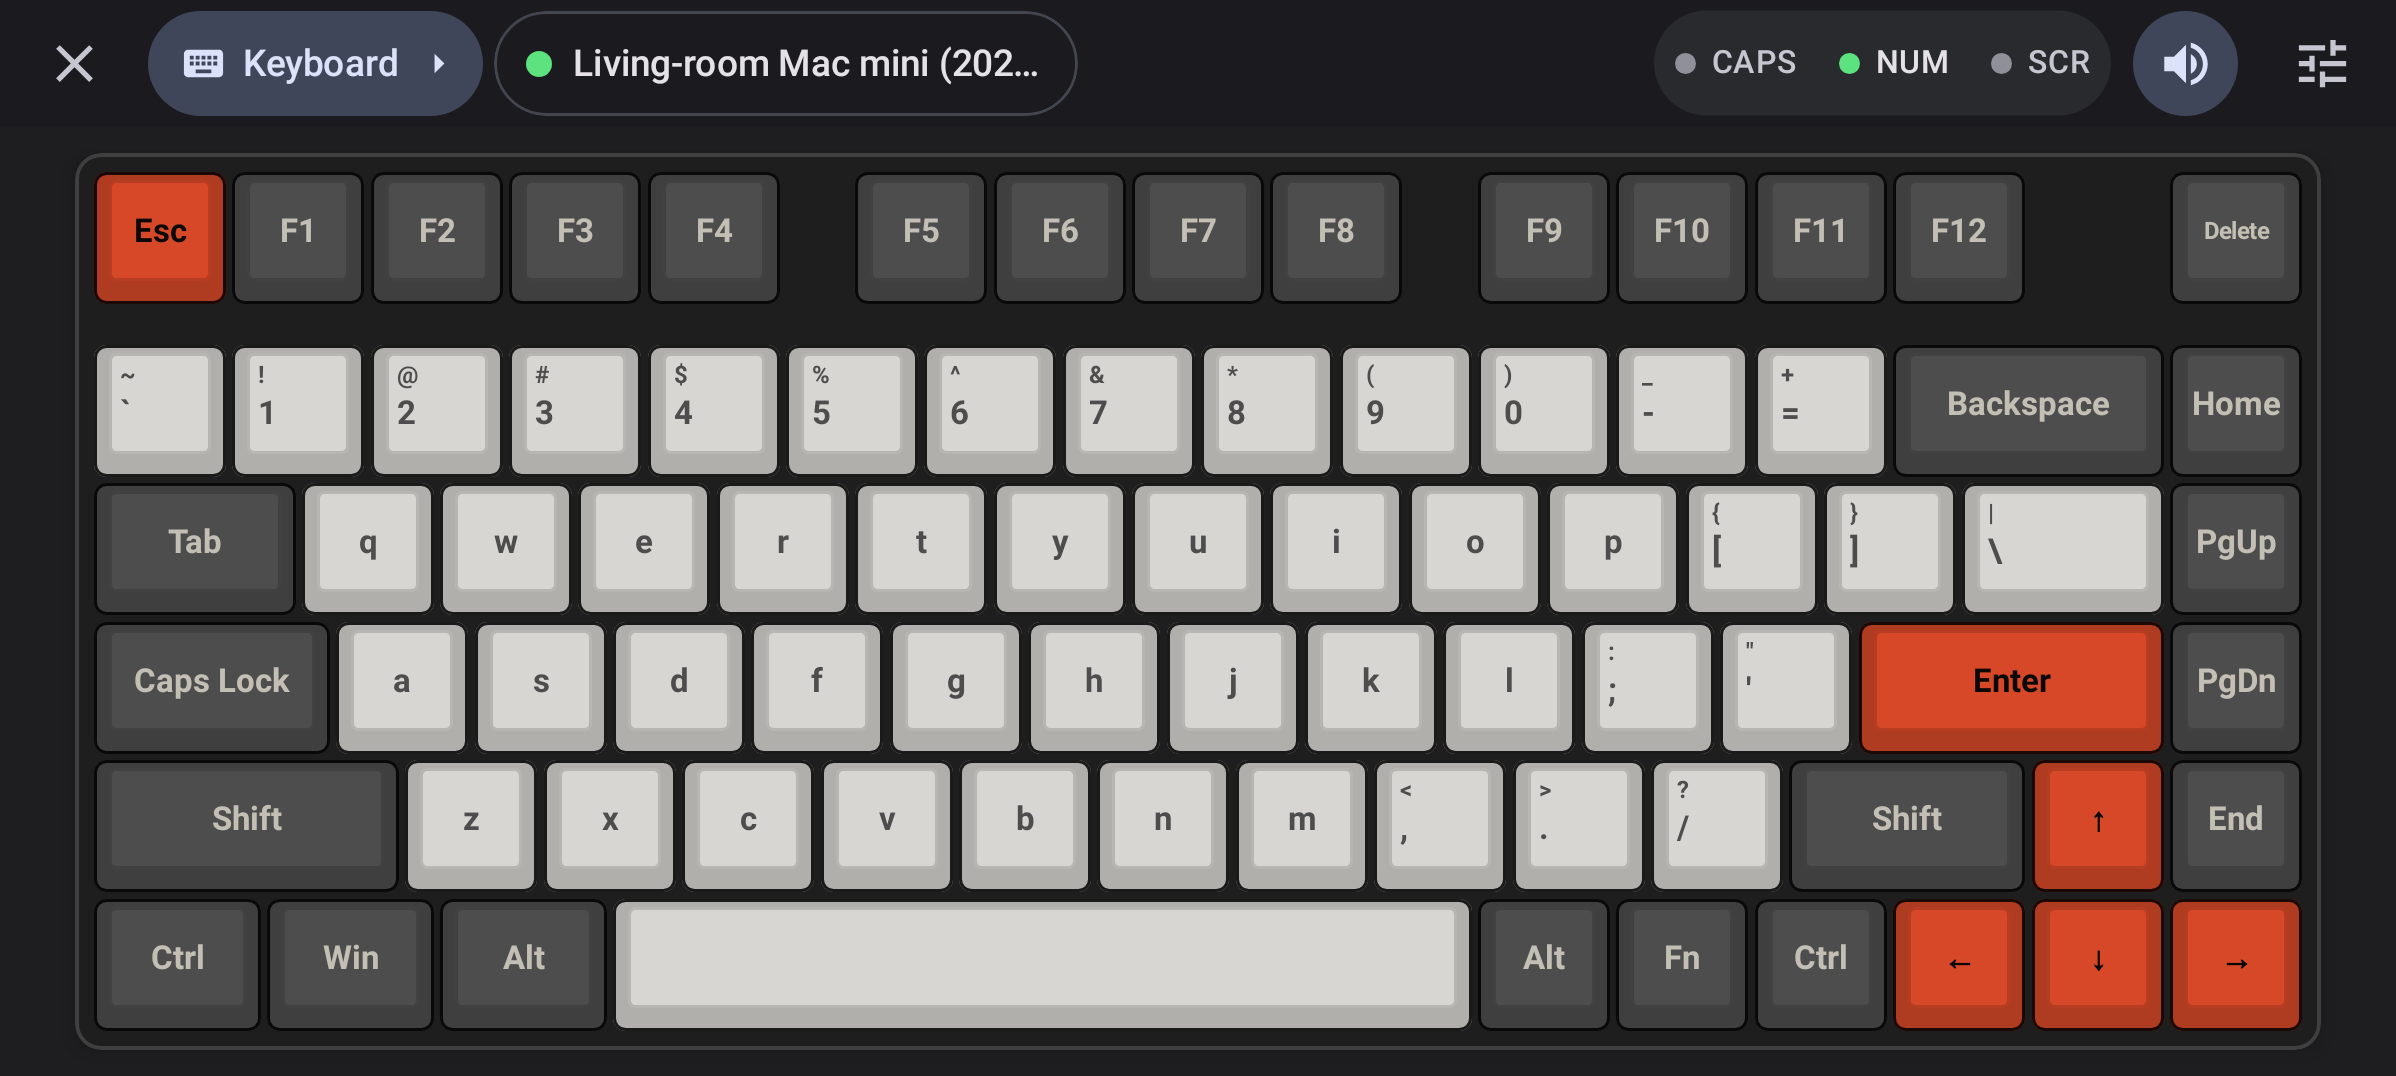 Keyboard Living-room Mac mini (202... CAPS NUM SCR
Esc F1 F2 F3 F4 F5 F6 F7 F8 F9 F10 F11 F12 Delete
~ ! @ # $ % ^ & * ( ) _ +
` 1 2 3 4 5 6 7 8 9 0 - = Backspace Home
{ } |
Tab q w e r t y u i o p [ ] \ PgUp
: "
Caps Lock a s d f g h j k l ; ' Enter PgDn
< > ?
Shift z x c v b n m , . / Shift ↑ End
Ctrl Win Alt Alt Fn Ctrl ← ↓ →